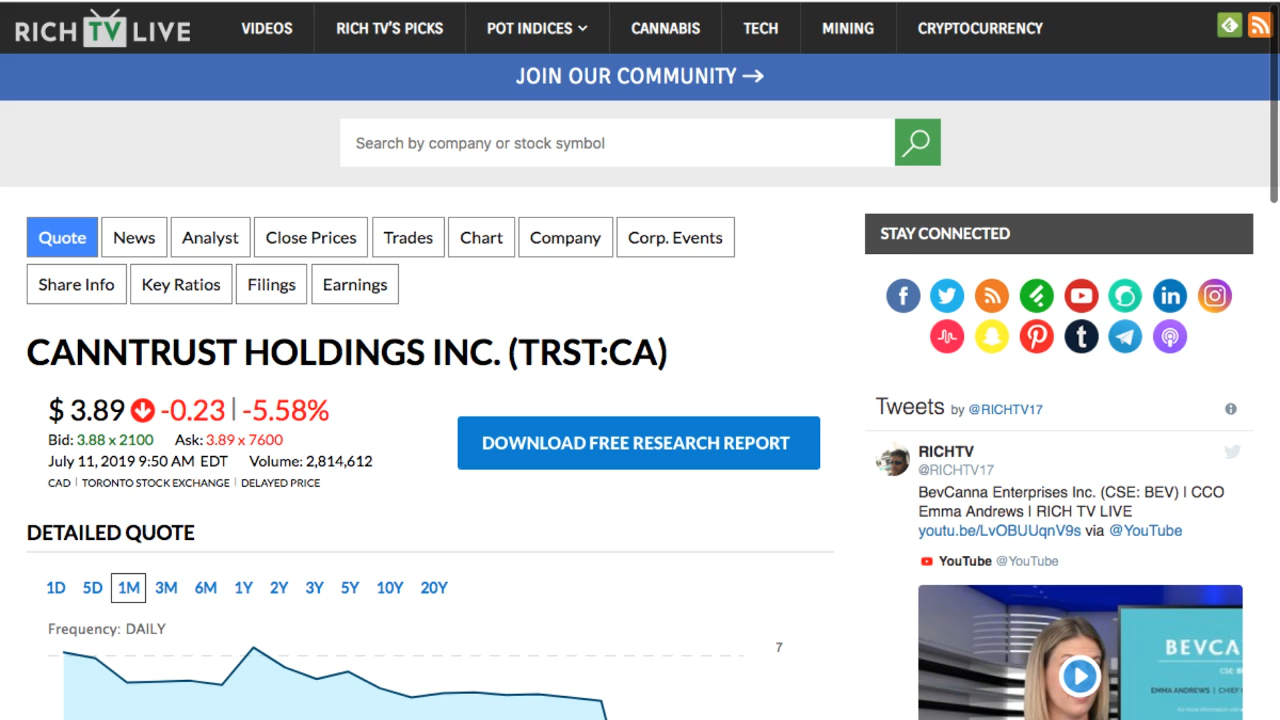 RICH TV LIVE
VIDEOS
RICH TV'S PICKS
POT INDICES
CANNABIS
TECH
MINING
CRYPTOCURRENCY
JOIN OUR COMMUNITY →
Search by company or stock symbol
Quote
News
Analyst
Close Prices
Trades
Chart
Company
Corp. Events
Share Info
Key Ratios
Filings
Earnings
CANNTRUST HOLDINGS INC. (TRST:CA)
$ 3.89 -0.23 | -5.58%
Bid: 3.88 x 2100 Ask: 3.89 x 7600
July 11, 2019 9:50 AM EDT Volume: 2,814,612
CAD | TORONTO STOCK EXCHANGE | DELAYED PRICE
DOWNLOAD FREE RESEARCH REPORT
DETAILED QUOTE
1D 5D 1M 3M 6M 1Y 2Y 3Y 5Y 10Y 20Y
Frequency: DAILY
7
STAY CONNECTED
Tweets by @RICHTV17
RICHTV
@RICHTV17
BevCanna Enterprises Inc. (CSE: BEV) | CCO
Emma Andrews | RICH TV LIVE
youtu.be/LvOBUUqnV9s via @YouTube
YouTube @YouTube
BEVCA
CSE: B
EMMA ANDREWS | CHIEF